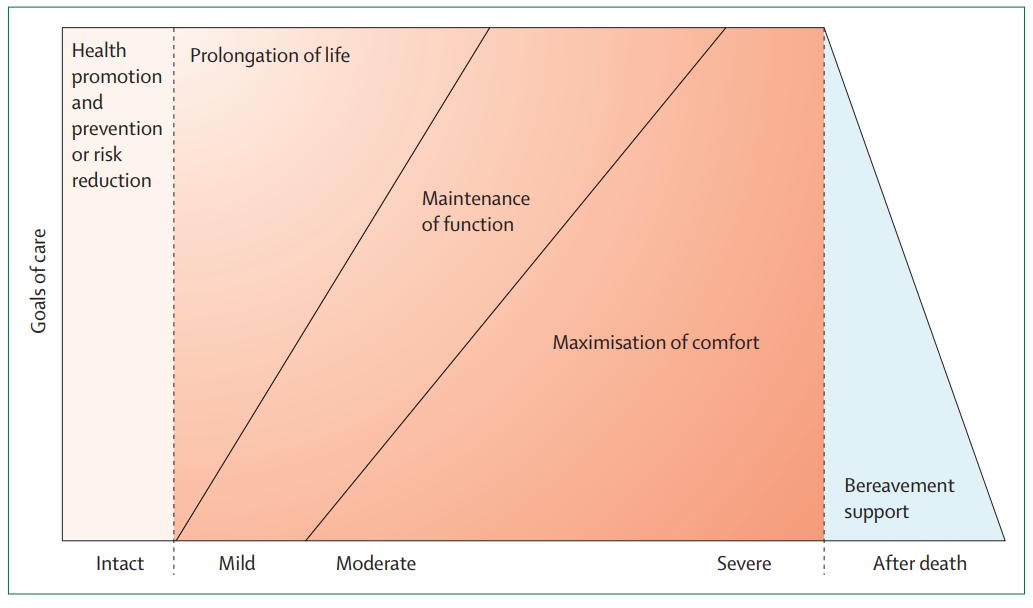 Health
promotion
and
prevention
or risk
reduction
Prolongation of life
Maintenance
of function
Maximisation of comfort
Bereavement
support
Goals of care
Intact
Mild
Moderate
Severe
After death